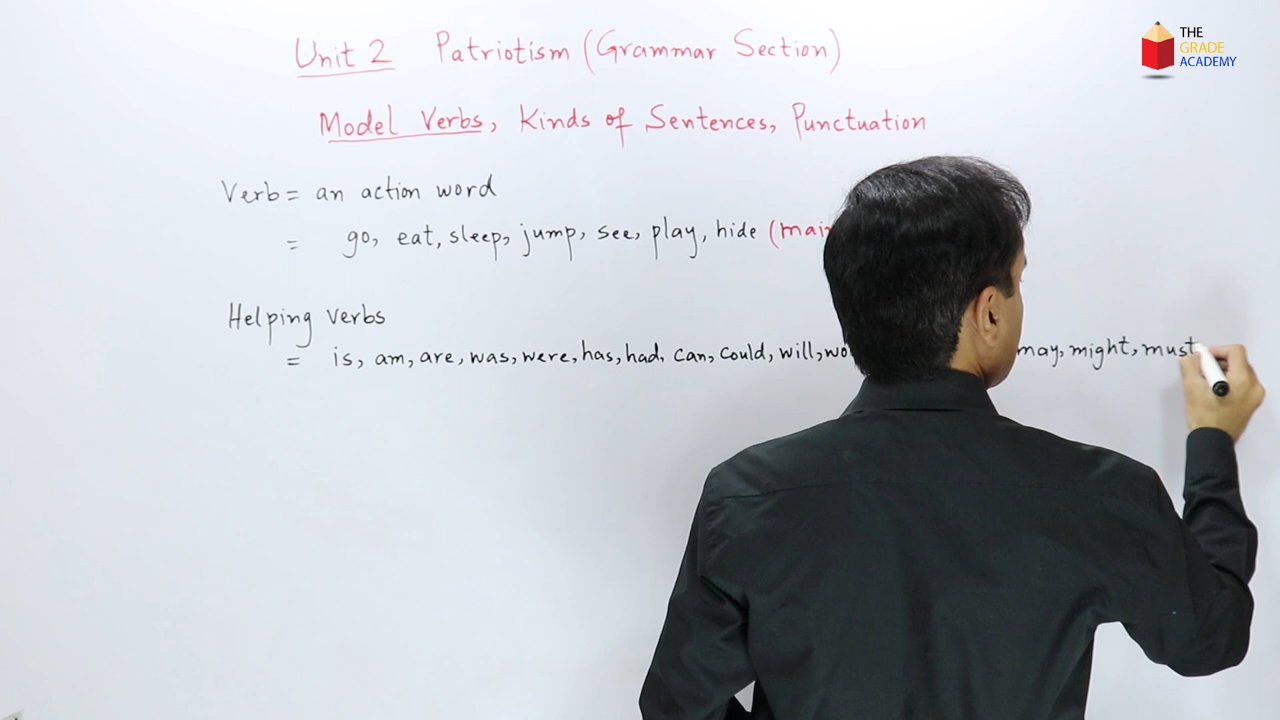 Unit 2 Patriotism (Grammar Section)
Model Verbs, Kinds of Sentences, Punctuation
Verb = an action word
= go, eat, sleep, jump, see, play, hide
Helping verbs
= is, am, are, was, were, has, had, can, could, will, may, might, must
THE
GRADE
ACADEMY